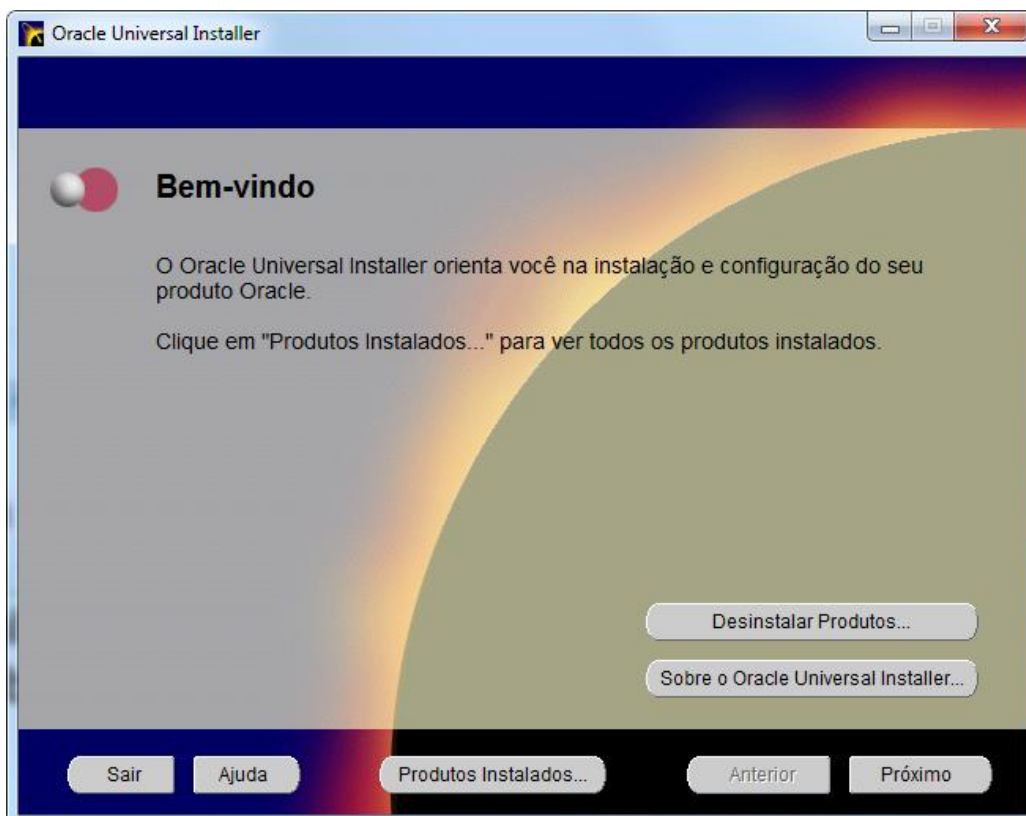 Oracle Universal Installer
Bem-vindo
O Oracle Universal Installer orienta você na instalação e configuração do seu
produto Oracle.
Clique em "Produtos Instalados..." para ver todos os produtos instalados.
Desinstalar Produtos...
Sobre o Oracle Universal Installer...
Sair Ajuda Produtos Instalados... Anterior Próximo